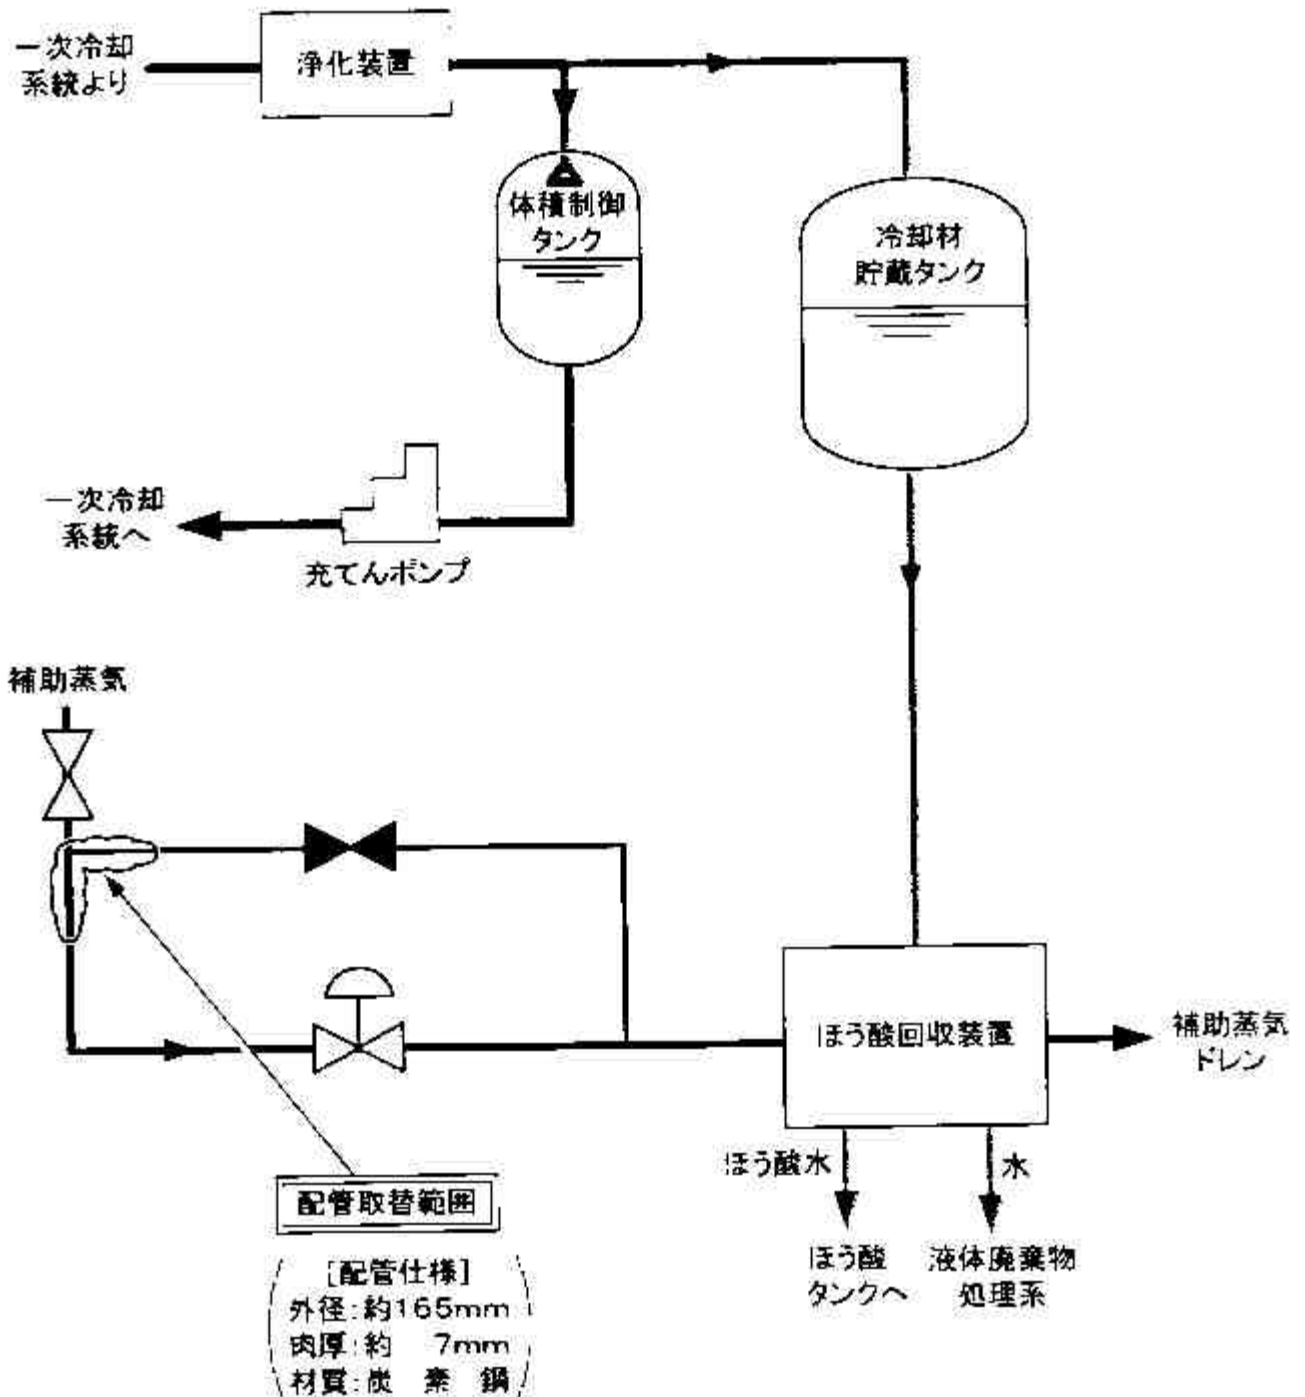 一次冷却
系統より
浄化装置
体積制御
タンク
冷却材
貯蔵タンク
一次冷却
系統へ
充てんポンプ
補助蒸気
ほう酸回収装置
補助蒸気
ドレン
ほう酸水
水
ほう酸
タンクへ
液体廃棄物
処理系
配管取替範囲
[配管仕様]
外径:約165mm
肉厚:約 7mm
材質:炭 素 鋼